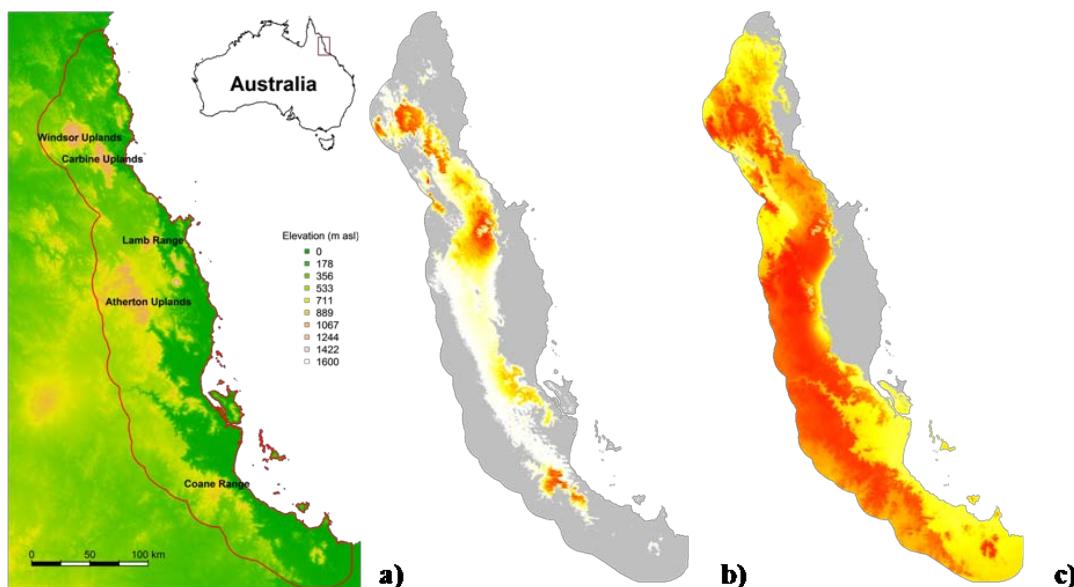 Australia
Windsor Uplands
Carbine Uplands
Lamb Range
Elevation (m asl)
0
178
356
533
711
889
1067
1244
1422
1600
Atherton Uplands
Coane Range
0 50 100 km
a)
b)
c)